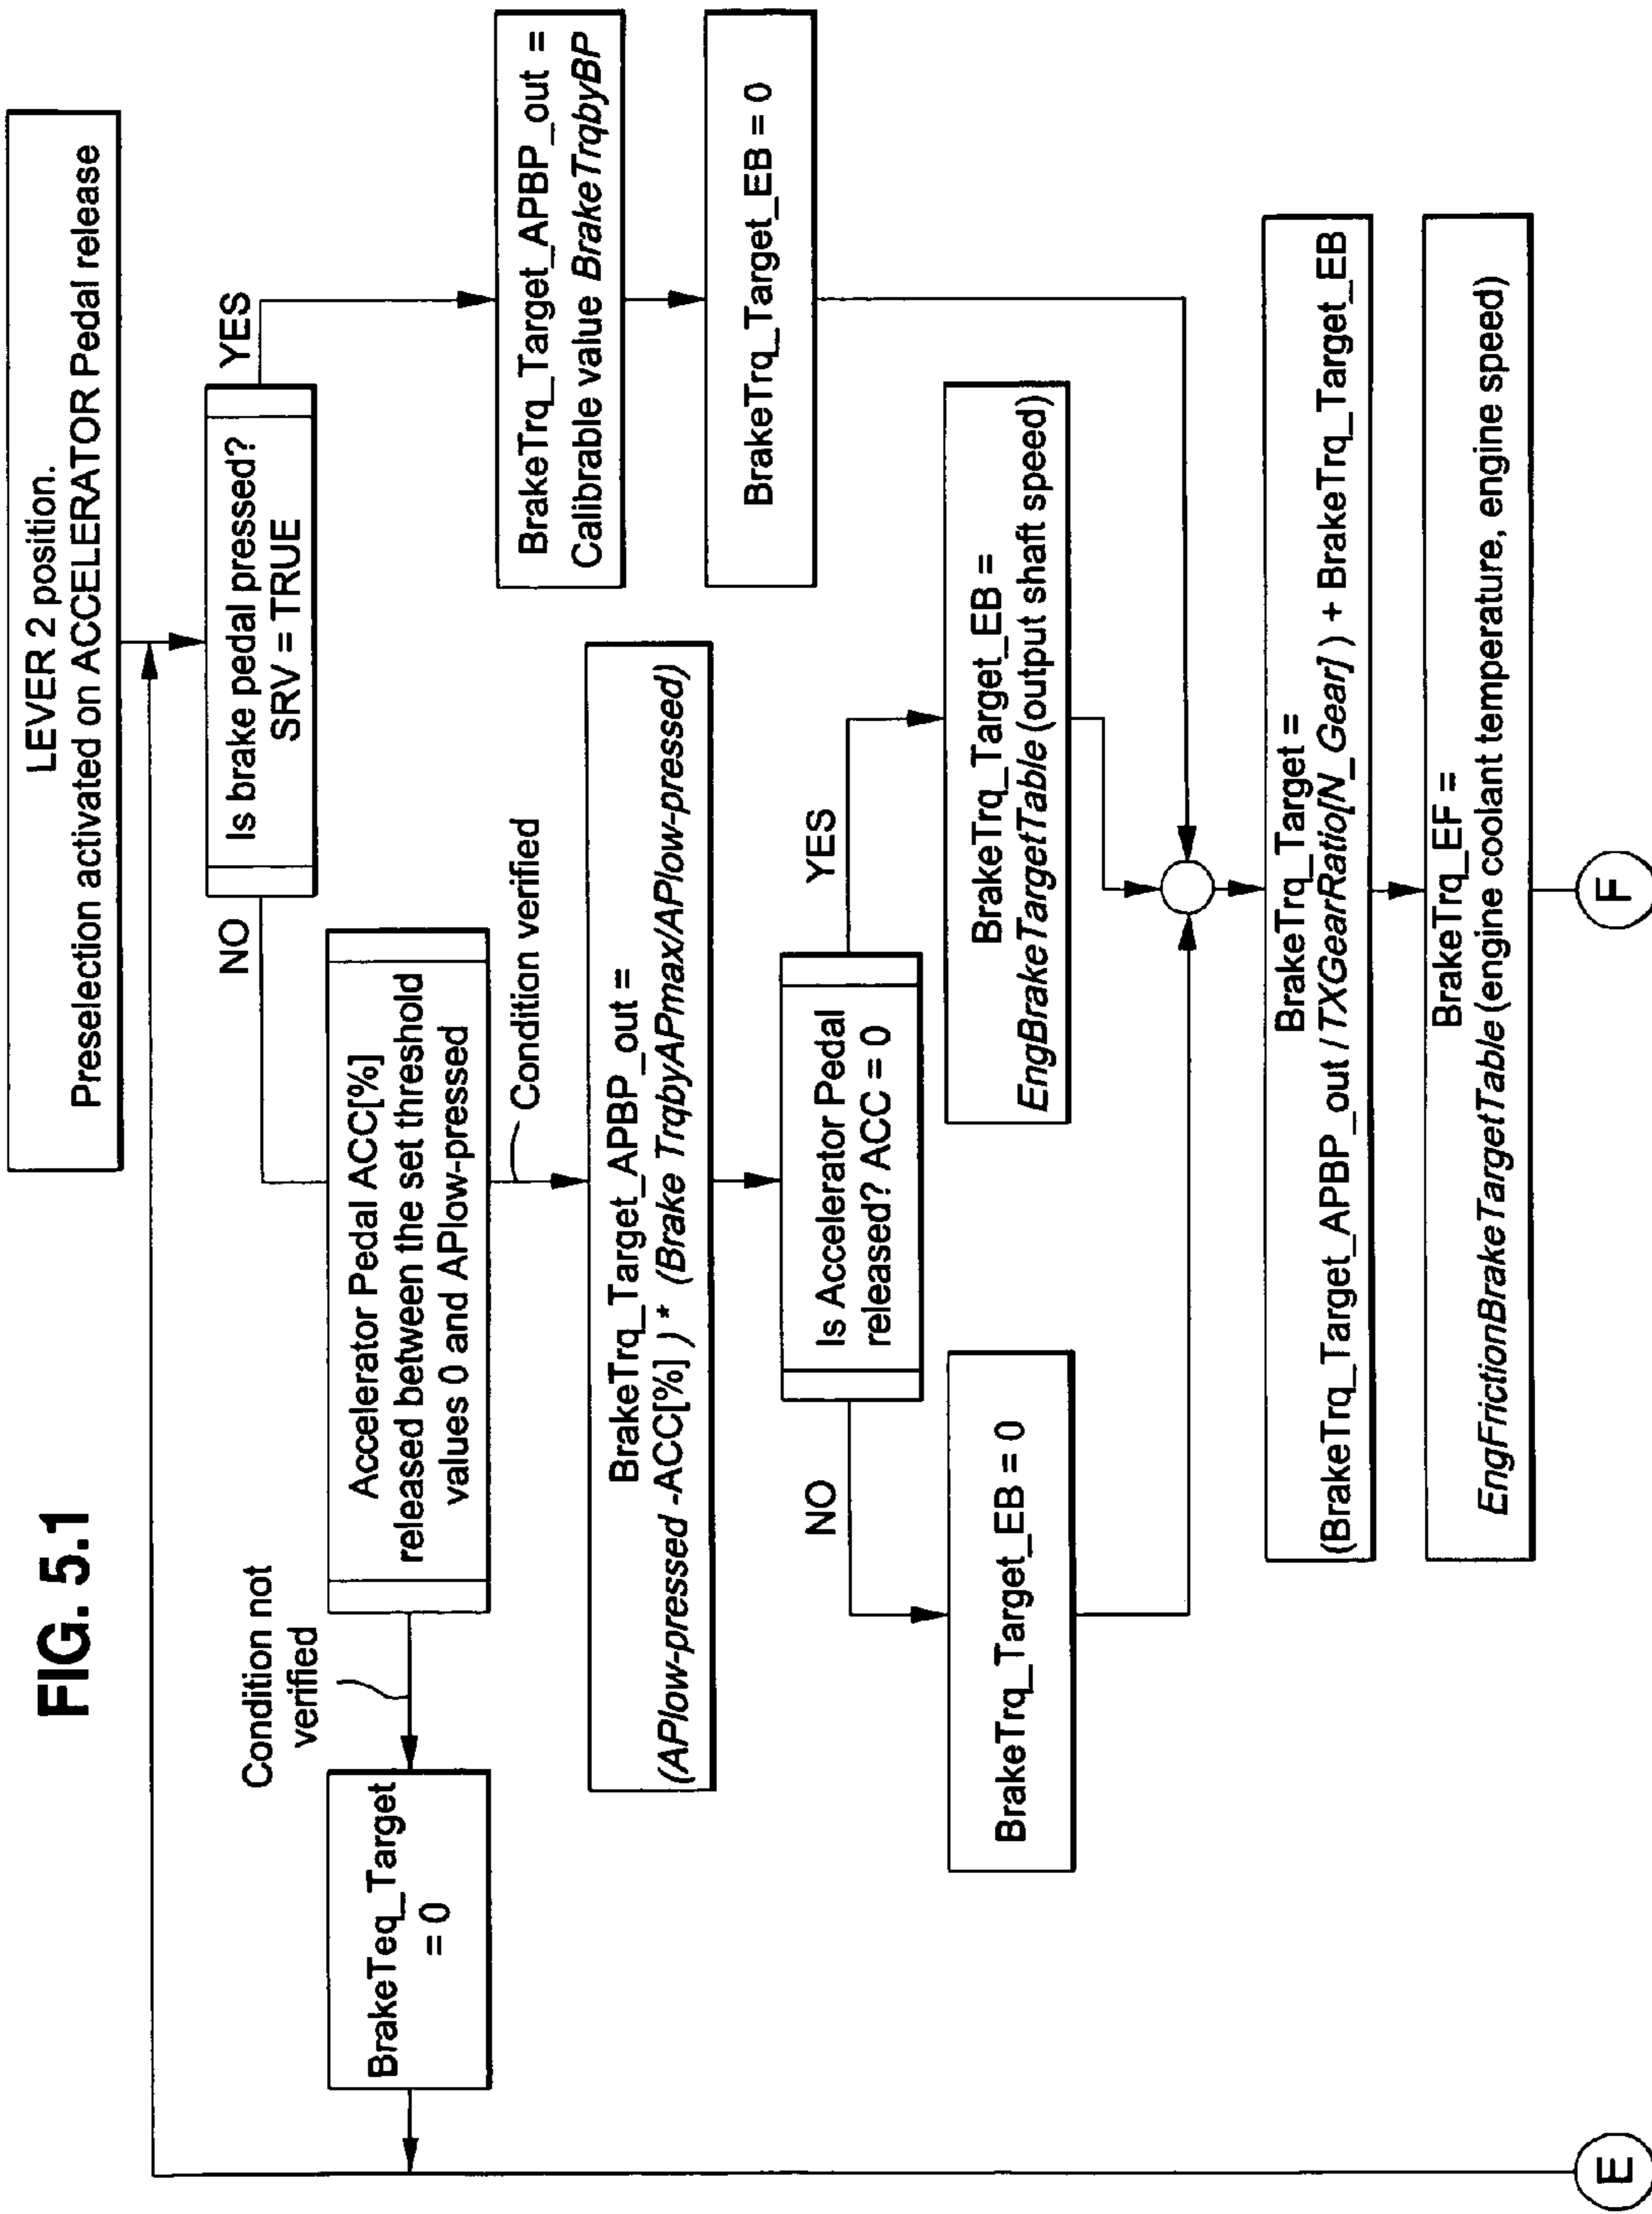 FIG. 5.1
LEVER 2 position.
Preselection activated on ACCELERATOR Pedal release
Is brake pedal pressed?
SRV = TRUE
NO
YES
Condition not
verified
Accelerator Pedal ACC[%]
released between the set threshold
values 0 and APlow-pressed
BrakeTeq_Target
= 0
Condition verified
BrakeTrq_Target_APBP_out =
Calibrable value BrakeTrqbyBP
BrakeTrq_Target_EB = 0
BrakeTrq_Target_APBP_out =
(APlow-pressed -ACC[%] ) * (Brake TrqbyAPmax/APlow-pressed)
Is Accelerator Pedal
released? ACC = 0
NO
YES
BrakeTrq_Target_EB = 0
BrakeTrq_Target_EB =
EngBrakeTargetTable (output shaft speed)
BrakeTrq_Target =
(BrakeTrq_Target_APBP_out / TXGearRatio[N_Gear] ) + BrakeTrq_Target_EB
BrakeTrq_EF =
EngFrictionBrakeTargetTable (engine coolant temperature, engine speed)
E
F